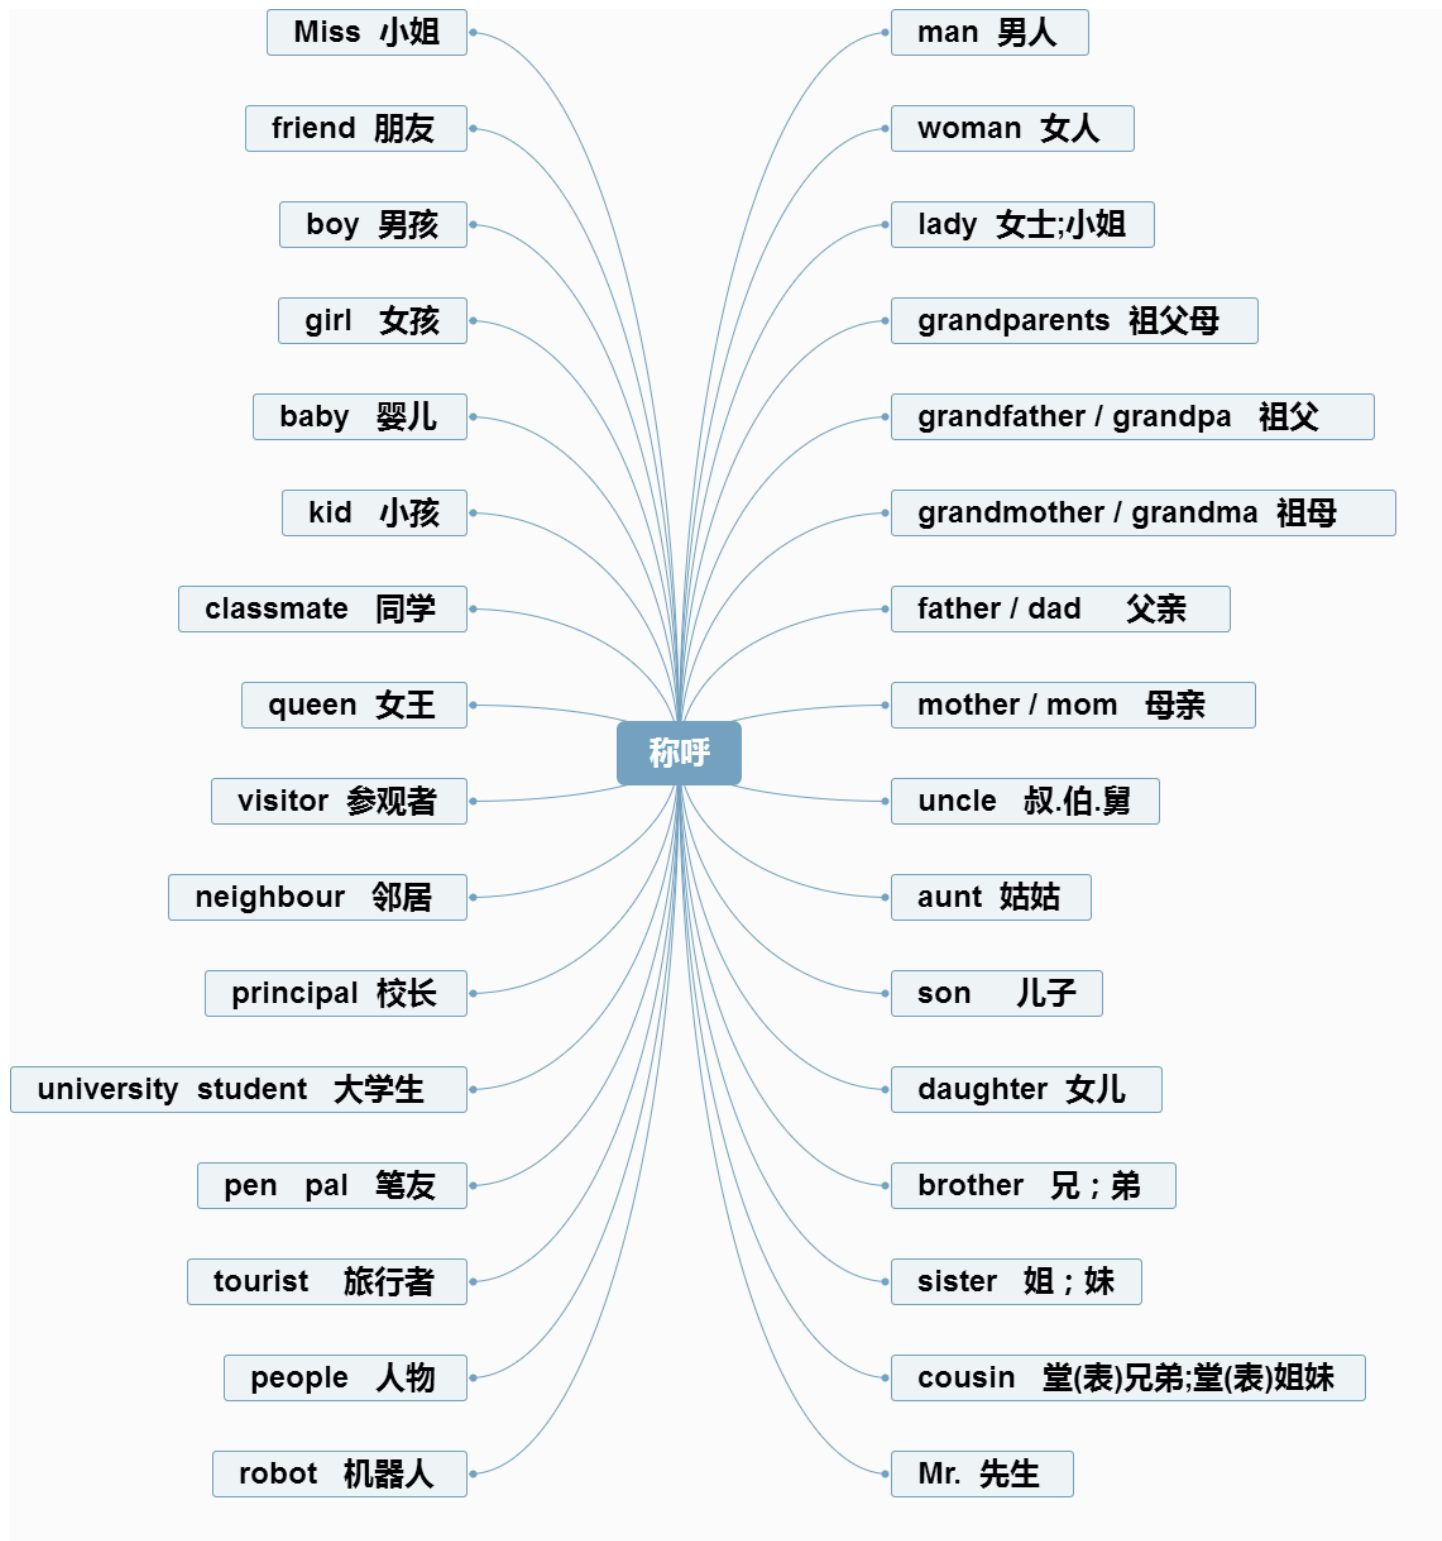 Miss 小姐
friend 朋友
boy 男孩
girl 女孩
baby 婴儿
kid 小孩
classmate 同学
queen 女王
visitor 参观者
neighbour 邻居
principal 校长
university student 大学生
pen pal 笔友
tourist 旅行者
people 人物
robot 机器人
称呼
man 男人
woman 女人
lady 女士;小姐
grandparents 祖父母
grandfather / grandpa 祖父
grandmother / grandma 祖母
father / dad 父亲
mother / mom 母亲
uncle 叔.伯.舅
aunt 姑姑
son 儿子
daughter 女儿
brother 兄；弟
sister 姐；妹
cousin 堂(表)兄弟;堂(表)姐妹
Mr. 先生